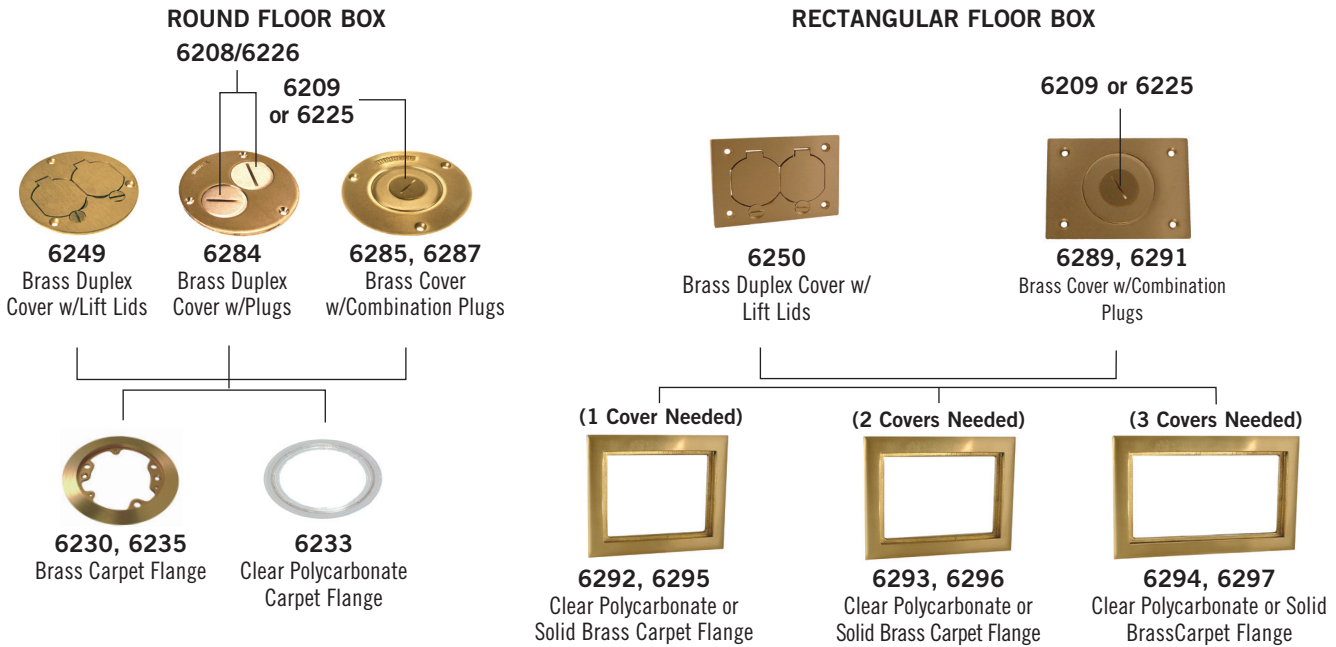 ROUND FLOOR BOX
6208/6226
6209
or 6225
6249
Brass Duplex
Cover w/Lift Lids
6284
Brass Duplex
Cover w/Plugs
6285, 6287
Brass Cover
w/Combination Plugs
6230, 6235
Brass Carpet Flange
6233
Clear Polycarbonate
Carpet Flange
RECTANGULAR FLOOR BOX
6209 or 6225
6250
Brass Duplex Cover w/
Lift Lids
6289, 6291
Brass Cover w/Combination
Plugs
(1 Cover Needed)
6292, 6295
Clear Polycarbonate or
Solid Brass Carpet Flange
(2 Covers Needed)
6293, 6296
Clear Polycarbonate or
Solid Brass Carpet Flange
(3 Covers Needed)
6294, 6297
Clear Polycarbonate or Solid
BrassCarpet Flange